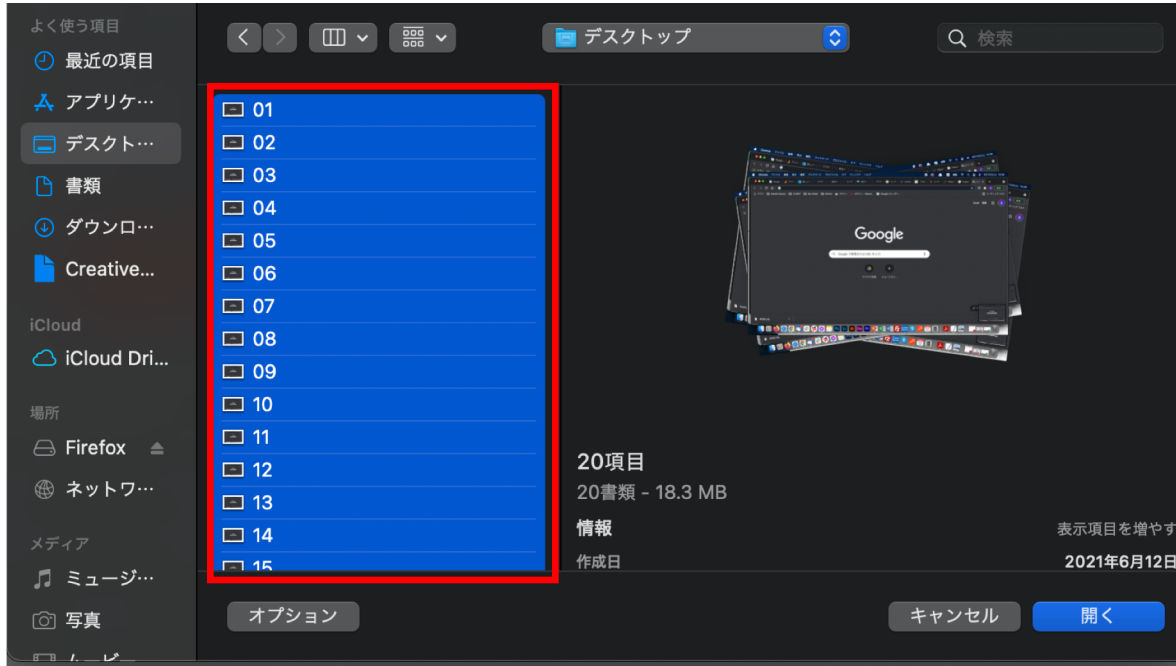 よく使う項目
最近の項目
アプリケ…
デスクト…
書類
ダウンロ…
Creative...
iCloud
iCloud Dri...
場所
Firefox
ネットワ…
メディア
ミュージ…
写真
ムービー
デスクトップ
検索
01
02
03
04
05
06
07
08
09
10
11
12
13
14
15
Google
20項目
20書類 - 18.3 MB
情報
表示項目を増やす
作成日
2021年6月12日
オプション
キャンセル
開く